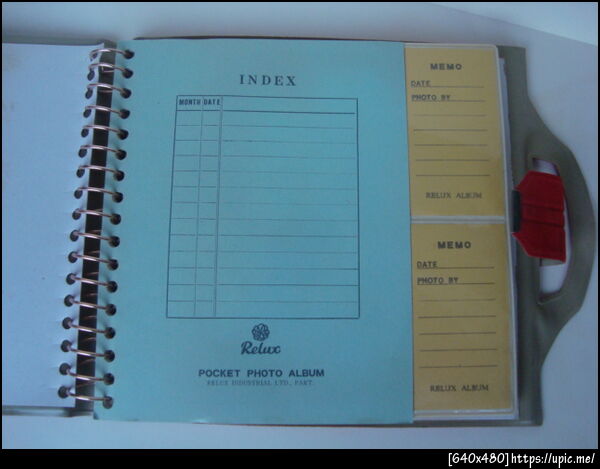 INDEX
MONTH DATE
Relux
POCKET PHOTO ALBUM
RELUX INDUSTRIAL LTD., PART.
MEMO
DATE
PHOTO BY
RELUX ALBUM
MEMO
DATE
PHOTO BY
RELUX ALBUM
[640x480]https://upic.me/